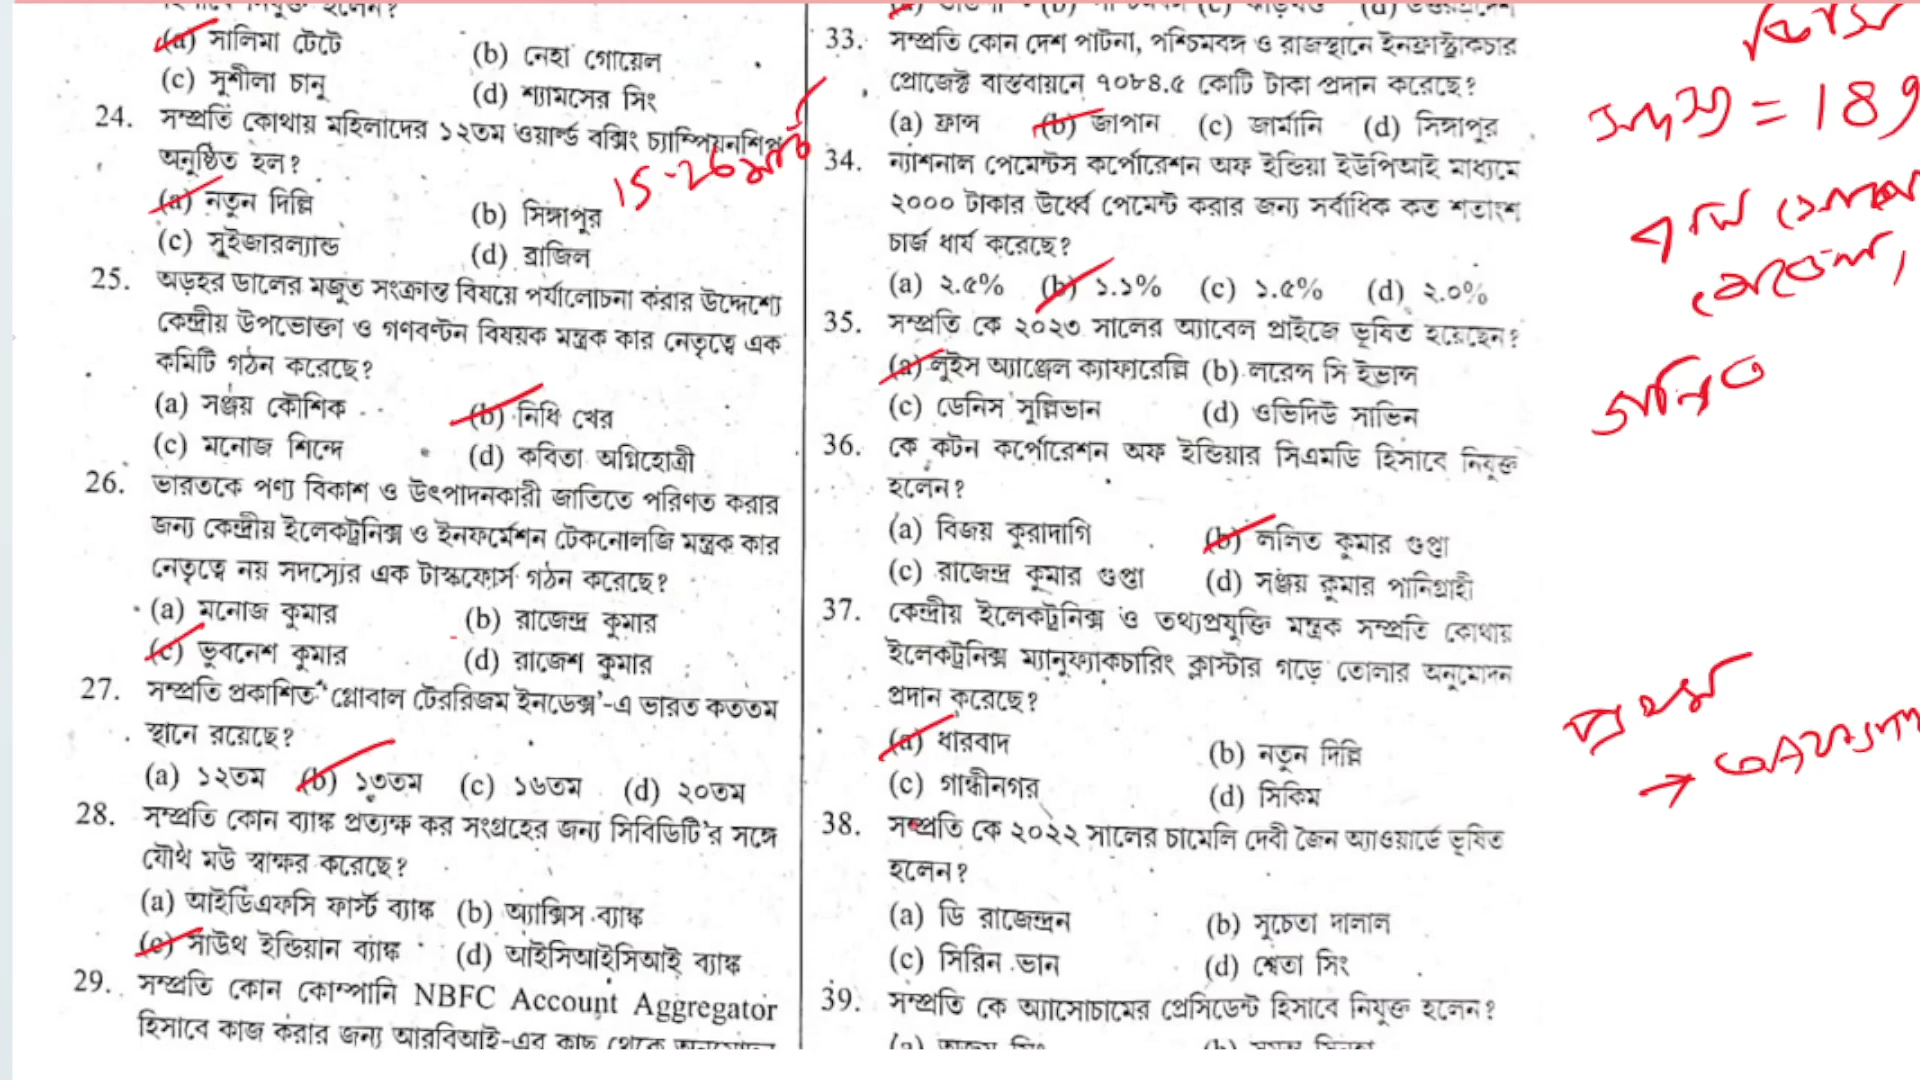 (a) সালিমা টেটে (b) নেহা গোয়েল
(c) সুশীলা চানু (d) শ্যামসের সিং
24. সম্প্রতি কোথায় মহিলাদের ১২তম ওয়ার্ল্ড বক্সিং চ্যাম্পিয়নশিপ
অনুষ্ঠিত হল?
15-26 মার্চ
(a) নতুন দিল্লি (b) সিঙ্গাপুর
(c) সুইজারল্যান্ড (d) ব্রাজিল
25. অড়হর ডালের মজুত সংক্রান্ত বিষয়ে পর্যালোচনা করার উদ্দেশ্যে
কেন্দ্রীয় উপভোক্তা ও গণবণ্টন বিষয়ক মন্ত্রক কার নেতৃত্বে এক
কমিটি গঠন করেছে?
(a) সঞ্জয় কৌশিক (b) নিধি খের
(c) মনোজ শিন্দে (d) কবিতা অগ্নিহোত্রী
26. ভারতকে পণ্য বিকাশ ও উৎপাদনকারী জাতিতে পরিণত করার
জন্য কেন্দ্রীয় ইলেকট্রনিক্স ও ইনফর্মেশন টেকনোলজি মন্ত্রক কার
নেতৃত্বে নয় সদস্যের এক টাস্কফোর্স গঠন করেছে?
(a) মনোজ কুমার (b) রাজেন্দ্র কুমার
(c) ভুবনেশ কুমার (d) রাজেশ কুমার
27. সম্প্রতি প্রকাশিত 'গ্লোবাল টেররিজম ইনডেক্স'-এ ভারত কততম
স্থানে রয়েছে?
(a) ১২তম (b) ১৩তম (c) ১৬তম (d) ২০তম
28. সম্প্রতি কোন ব্যাঙ্ক প্রত্যক্ষ কর সংগ্রহের জন্য সিবিডিটি'র সঙ্গে
যৌথ মউ স্বাক্ষর করেছে?
(a) আইডিএফসি ফার্স্ট ব্যাঙ্ক (b) অ্যাক্সিস ব্যাঙ্ক
(c) সাউথ ইন্ডিয়ান ব্যাঙ্ক (d) আইসিআইসিআই ব্যাঙ্ক
29. সম্প্রতি কোন কোম্পানি NBFC Account Aggregator
হিসাবে কাজ করার জন্য আরবিআই-এর কাছ থেকে
33. সম্প্রতি কোন দেশ পাটনা, পশ্চিমবঙ্গ ও রাজস্থানে ইনফ্রাস্ট্রাকচার
প্রোজেক্ট বাস্তবায়নে ৭০৮৪.৫ কোটি টাকা প্রদান করেছে?
(a) ফ্রান্স (b) জাপান (c) জার্মানি (d) সিঙ্গাপুর
34. ন্যাশনাল পেমেন্টস কর্পোরেশন অফ ইন্ডিয়া ইউপিআই মাধ্যমে
২০০০ টাকার উর্ধ্বে পেমেন্ট করার জন্য সর্বাধিক কত শতাংশ
চার্জ ধার্য করেছে?
(a) ২.৫% (b) ১.১% (c) ১.৫% (d) ২.০%
35. সম্প্রতি কে ২০২৩ সালের অ্যাবেল প্রাইজে ভূষিত হয়েছেন?
(a) লুইস অ্যাঞ্জেল ক্যাফারেল্লি (b) লরেন্স সি ইভান্স
(c) ডেনিস সুল্লিভান (d) ওভিদিউ সাভিন
36. কে কটন কর্পোরেশন অফ ইন্ডিয়ার সিএমডি হিসাবে নিযুক্ত
হলেন?
(a) বিজয় কুরাদাগি (b) ললিত কুমার গুপ্তা
(c) রাজেন্দ্র কুমার গুপ্তা (d) সঞ্জয় কুমার পানিগ্রাহী
37. কেন্দ্রীয় ইলেকট্রনিক্স ও তথ্যপ্রযুক্তি মন্ত্রক সম্প্রতি কোথায়
ইলেকট্রনিক্স ম্যানুফ্যাকচারিং ক্লাস্টার গড়ে তোলার অনুমোদন
প্রদান করেছে?
(a) ধারবাদ (b) নতুন দিল্লি
(c) গান্ধীনগর (d) সিকিম
38. সম্প্রতি কে ২০২২ সালের চামেলি দেবী জৈন অ্যাওয়ার্ডে ভূষিত
হলেন?
(a) ডি রাজেন্দ্রন (b) সুচেতা দালাল
(c) সিরিন ভান (d) শ্বেতা সিং
39. সম্প্রতি কে অ্যাসোচামের প্রেসিডেন্ট হিসাবে নিযুক্ত হলেন?
(a) অজয় সিং
সদস্য = 189
গনিত
প্রথম